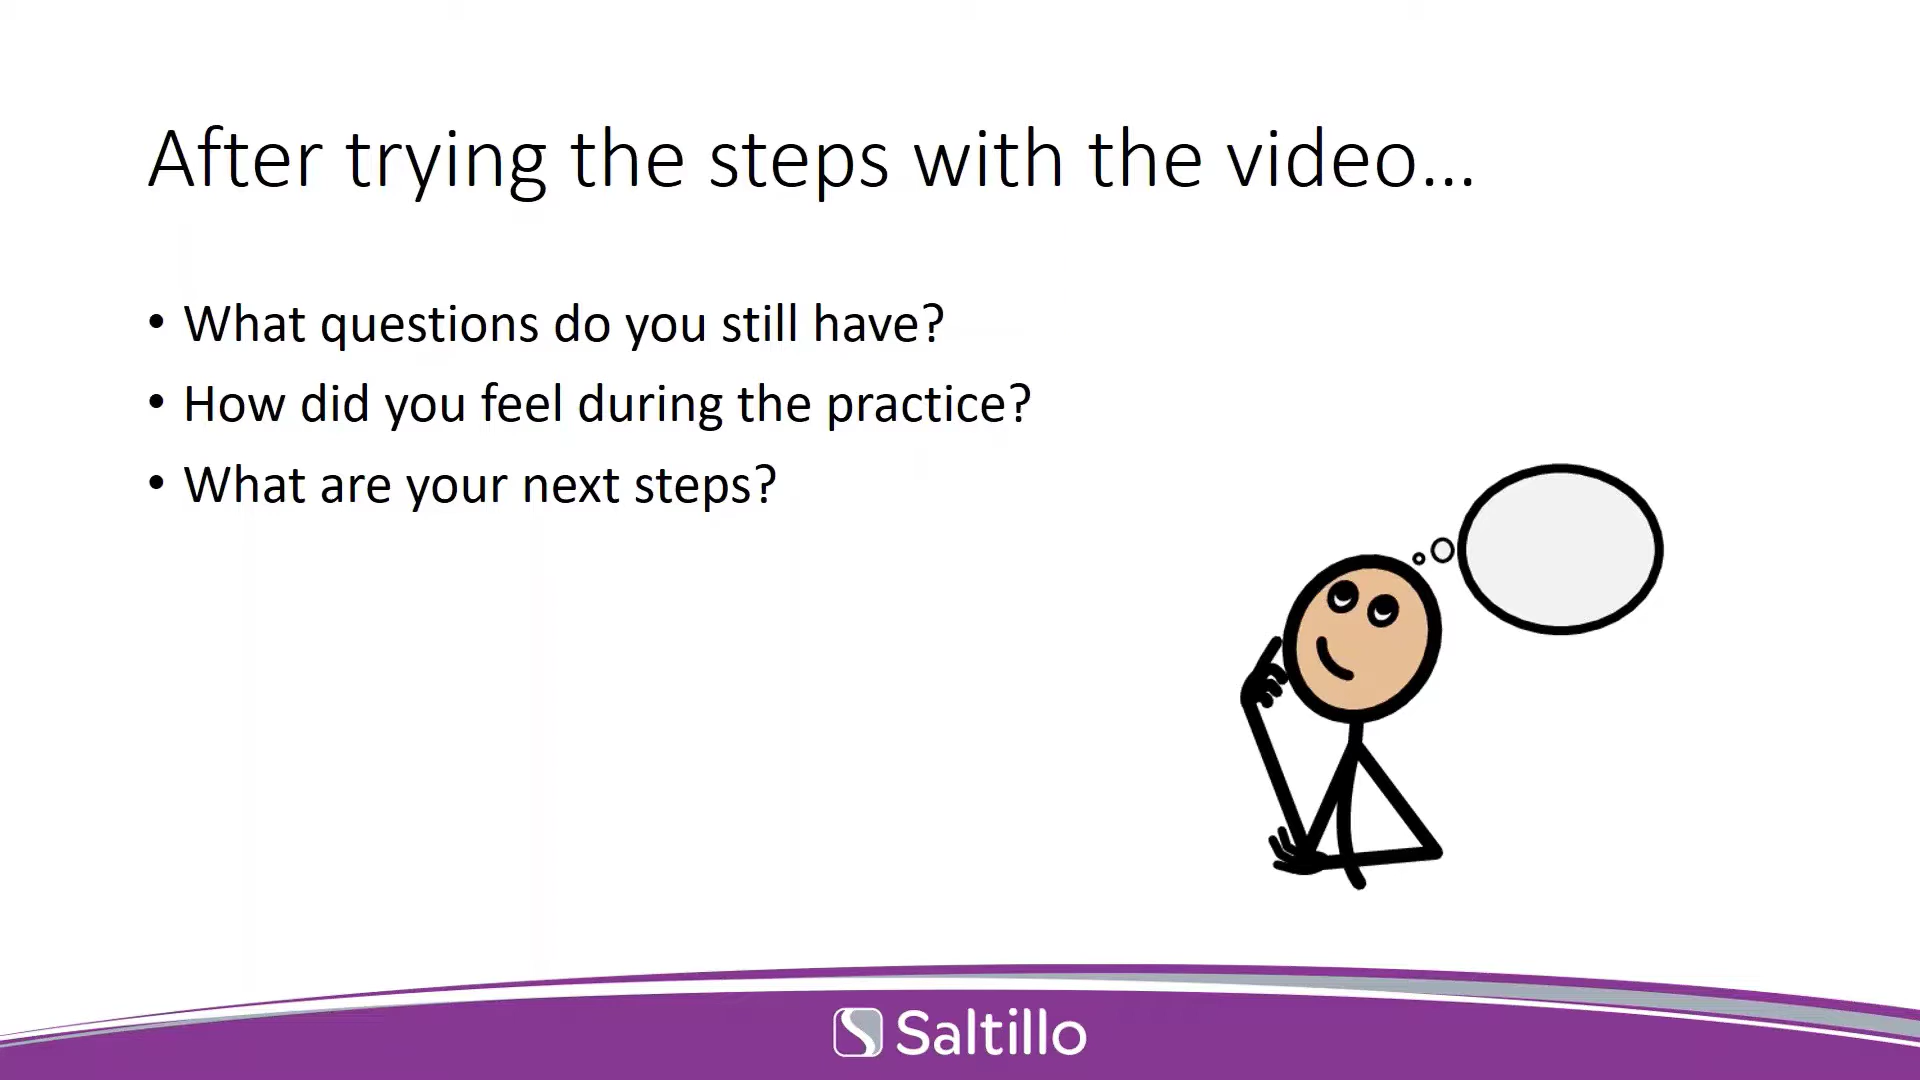 After trying the steps with the video...
• What questions do you still have?
• How did you feel during the practice?
• What are your next steps?
Saltillo